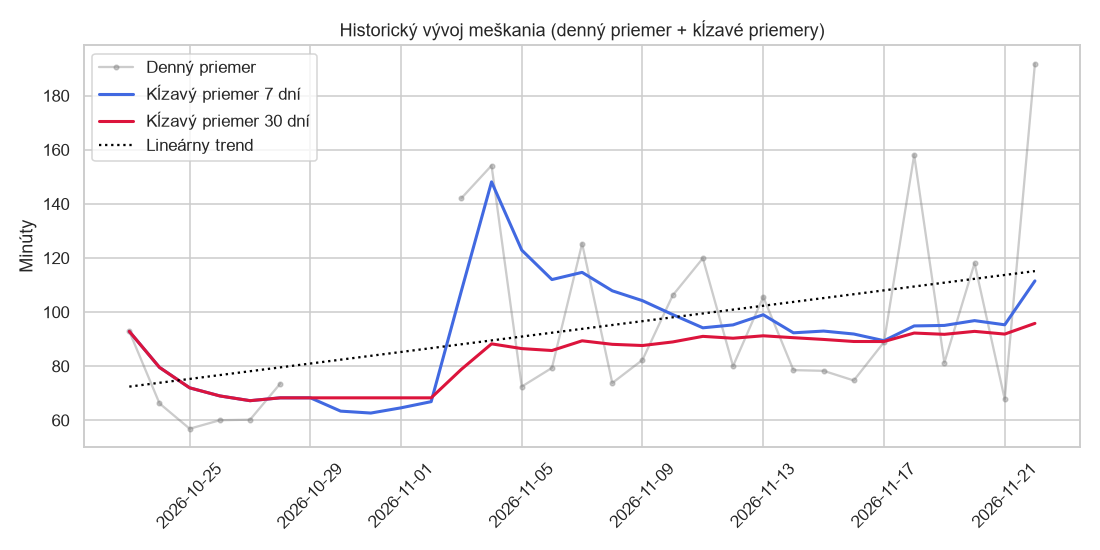 Historický vývoj meškania (denný priemer + kĺzavé priemery)
Denný priemer
Kĺzavý priemer 7 dní
Kĺzavý priemer 30 dní
Lineárny trend
Minúty
180
160
140
120
100
80
60
2026-10-25
2026-10-29
2026-11-01
2026-11-05
2026-11-09
2026-11-13
2026-11-17
2026-11-21